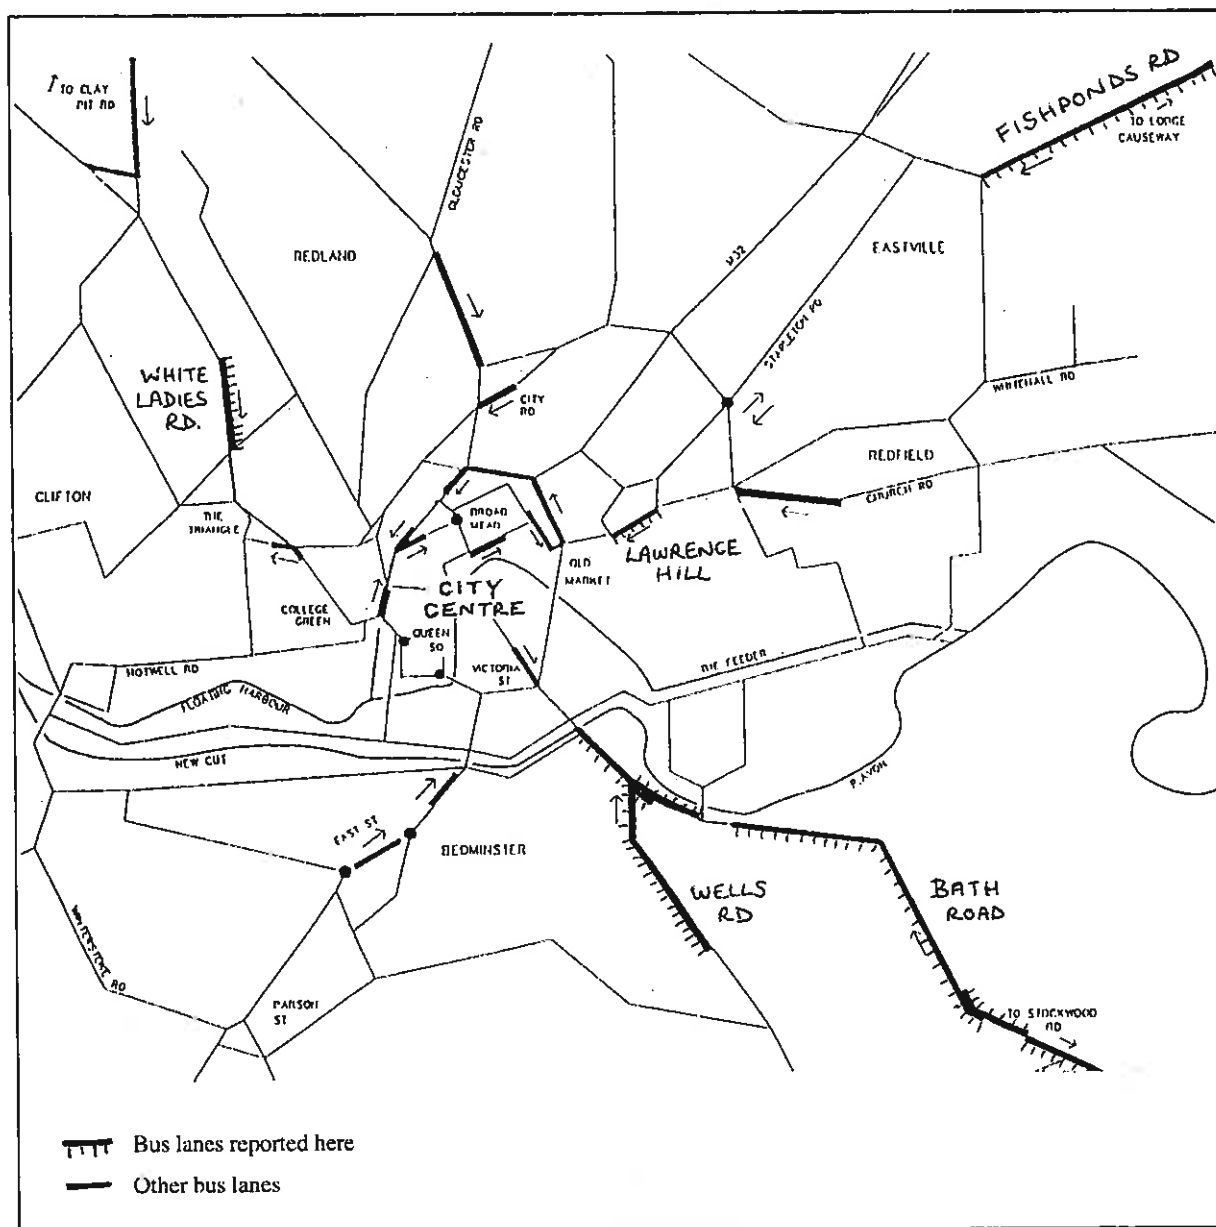 TO CLAY
PIT RD
GLOUCESTER RD
FISHPONDS RD
TO LODGE
CAUSEWAY
REDLAND
M32
EASTVILLE
STAPLETON RD
WHITE
LADIES
RD.
CITY
RD
WHITEHALL RD
CLIFTON
THE
TRIANGLE
BROAD
MEAD
REDFIELD
CHURCH RD
OLD
MARKET
LAWRENCE
HILL
CITY
CENTRE
COLLEGE
GREEN
QUEEN
SQ
VICTORIA
ST
THE FEEDER
HOTWELL RD
FLOATING HARBOUR
NEW CUT
R. AVON
EAST ST
BEDMINSTER
WELLS
RD
BATH
ROAD
WINTERSTOKE RD
PARSON
ST
TO STOCKWOOD
RD
Bus lanes reported here
Other bus lanes